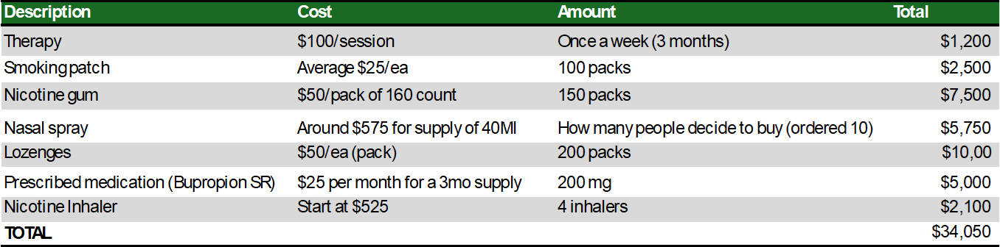 Description Cost Amount Total
Therapy $100/session Once a week (3 months) $1,200
Smoking patch Average $25/ea 100 packs $2,500
Nicotine gum $50/pack of 160 count 150 packs $7,500
Nasal spray Around $575 for supply of 40Ml How many people decide to buy (ordered 10) $5,750
Lozenges $50/ea (pack) 200 packs $10,00
Prescribed medication (Bupropion SR) $25 per month for a 3mo supply 200 mg $5,000
Nicotine Inhaler Start at $525 4 inhalers $2,100
TOTAL $34,050